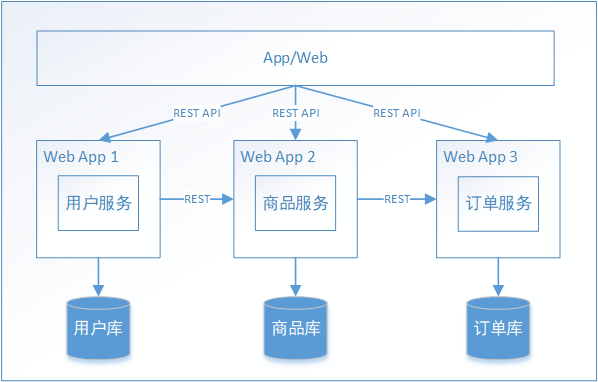 App/Web
REST API
REST API
REST API
Web App 1
Web App 2
Web App 3
用户服务
REST
商品服务
REST
订单服务
用户库
商品库
订单库